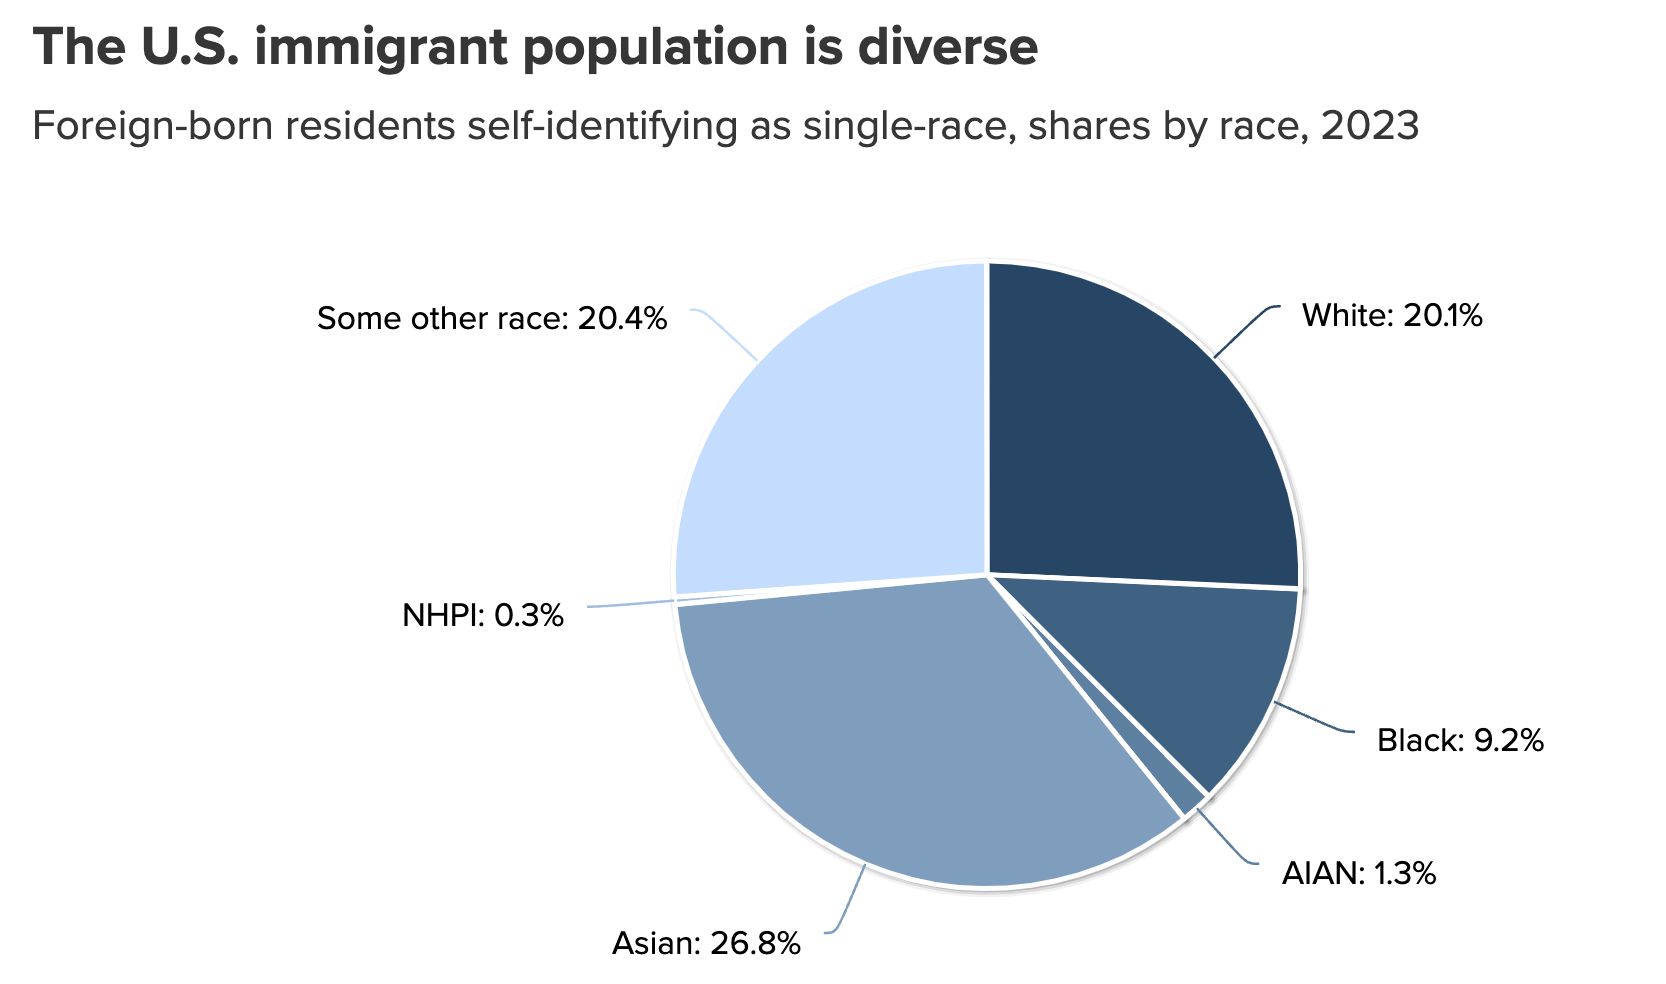 The U.S. immigrant population is diverse
Foreign-born residents self-identifying as single-race, shares by race, 2023
Some other race: 20.4%
White: 20.1%
NHPI: 0.3%
Black: 9.2%
AIAN: 1.3%
Asian: 26.8%